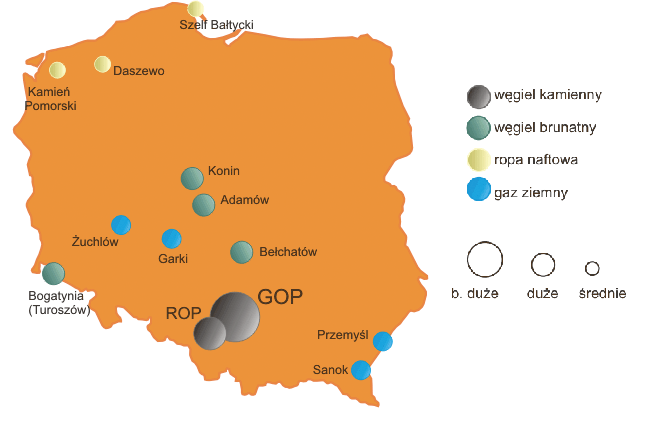 Szelf Bałtycki
Daszewo
Kamień
Pomorski
węgiel kamienny
węgiel brunatny
ropa naftowa
gaz ziemny
Konin
Adamów
Żuchlów
Garki
Bełchatów
Bogatynia
(Turoszów)
GOP
ROP
Przemyśl
Sanok
b. duże
duże
średnie